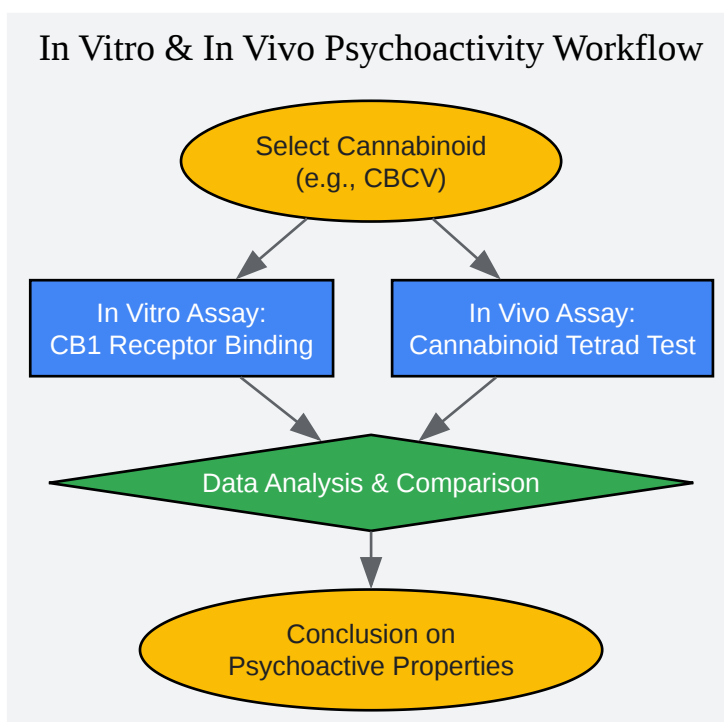 In Vitro & In Vivo Psychoactivity Workflow
Select Cannabinoid
(e.g., CBCV)
In Vitro Assay:
CB1 Receptor Binding
In Vivo Assay:
Cannabinoid Tetrad Test
Data Analysis & Comparison
Conclusion on
Psychoactive Properties